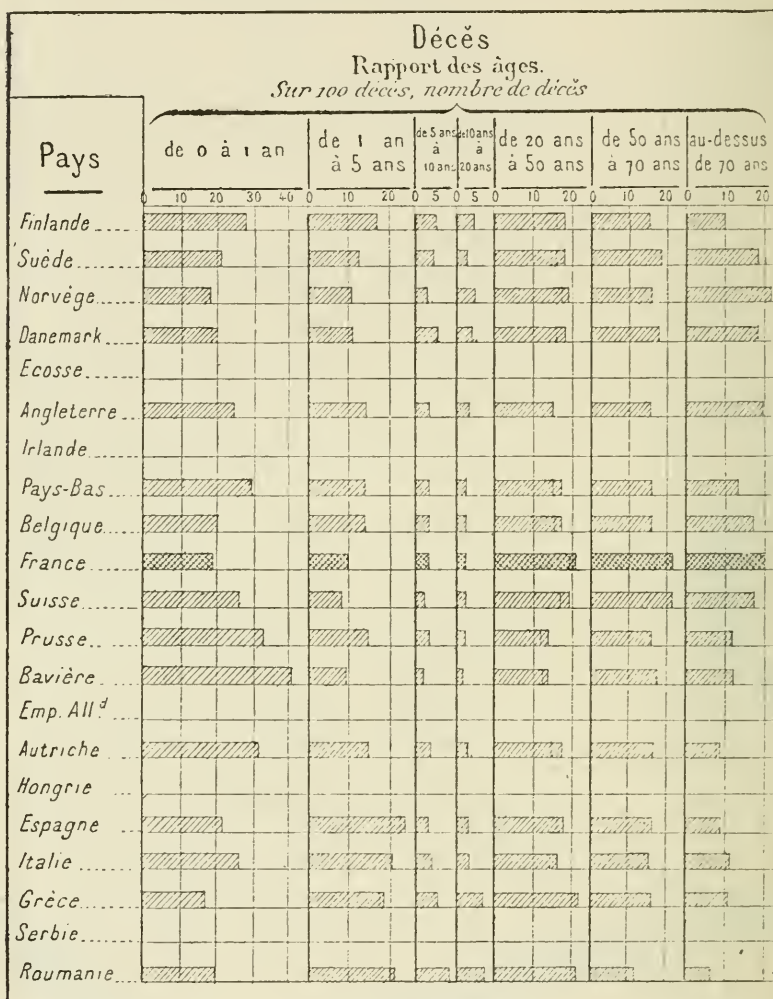 Décès
Rapport des âges.
Sur 100 décès, nombre de décès
Pays
de 0 à 1 an
de 1 an
à 5 ans
de 5 ans
à
10 ans
de 10 ans
à
20 ans
de 20 ans
à 50 ans
de 50 ans
à 70 ans
au-dessus
de 70 ans
0 10 20 30 40 0 10 20 0 5 0 5 0 10 20 0 10 20 0 10 20
Finlande
Suède
Norvège
Danemark
Ecosse
Angleterre
Irlande
Pays-Bas
Belgique
France
Suisse
Prusse
Bavière
Emp. All.d
Autriche
Hongrie
Espagne
Italie
Grèce
Serbie
Roumanie